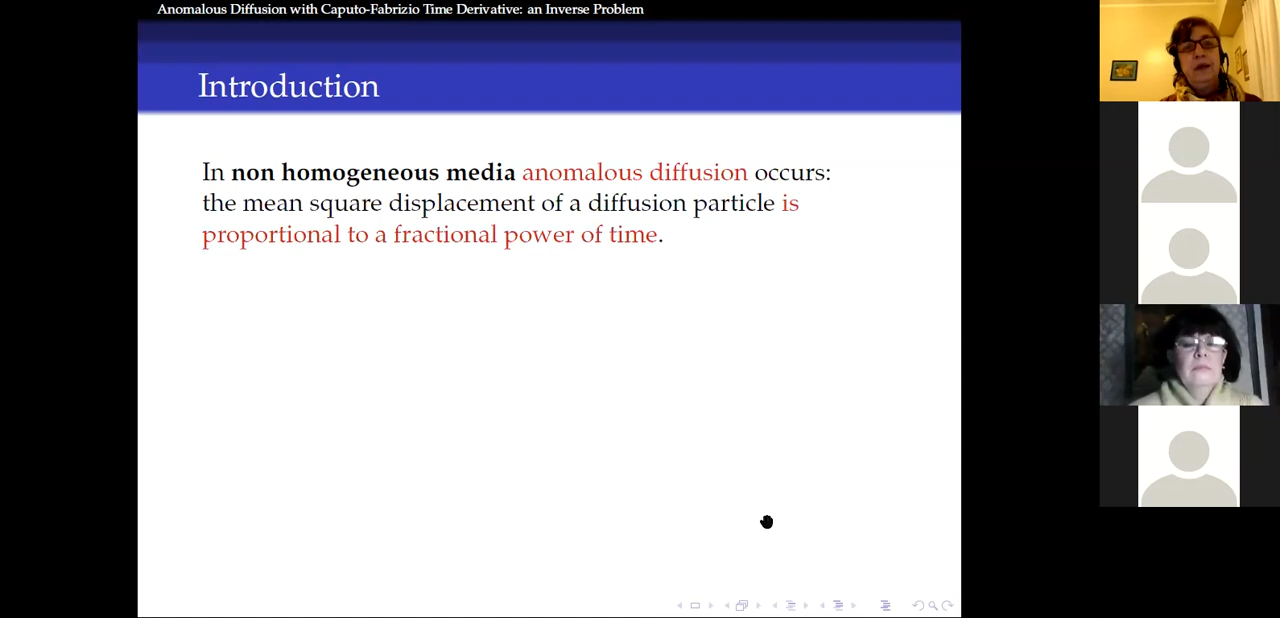 Anomalous Diffusion with Caputo-Fabrizio Time Derivative: an Inverse Problem
Introduction
In non homogeneous media anomalous diffusion occurs:
the mean square displacement of a diffusion particle is
proportional to a fractional power of time.